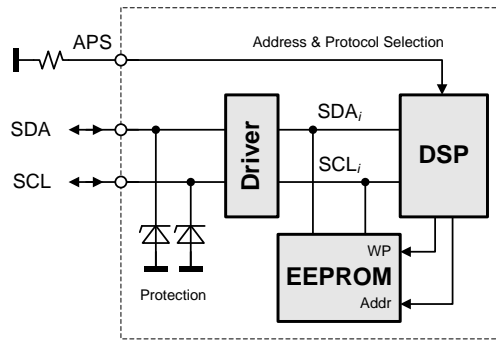 APS
Address & Protocol Selection
SDA
SDAi
SCL
SCLi
Driver
DSP
WP
EEPROM
Addr
Protection